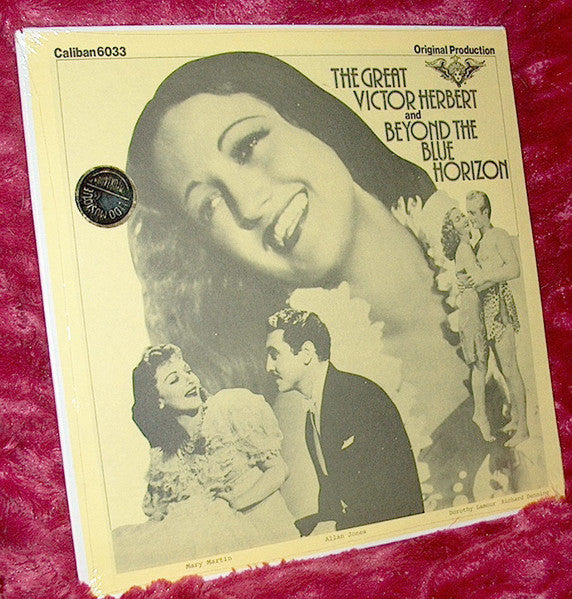 Caliban6033
Original Production
THE GREAT
VICTOR HERBERT
and
BEYOND THE
BLUE
HORIZON
Mary Martin
Allan Jones
Dorothy Lamour Richard Denning